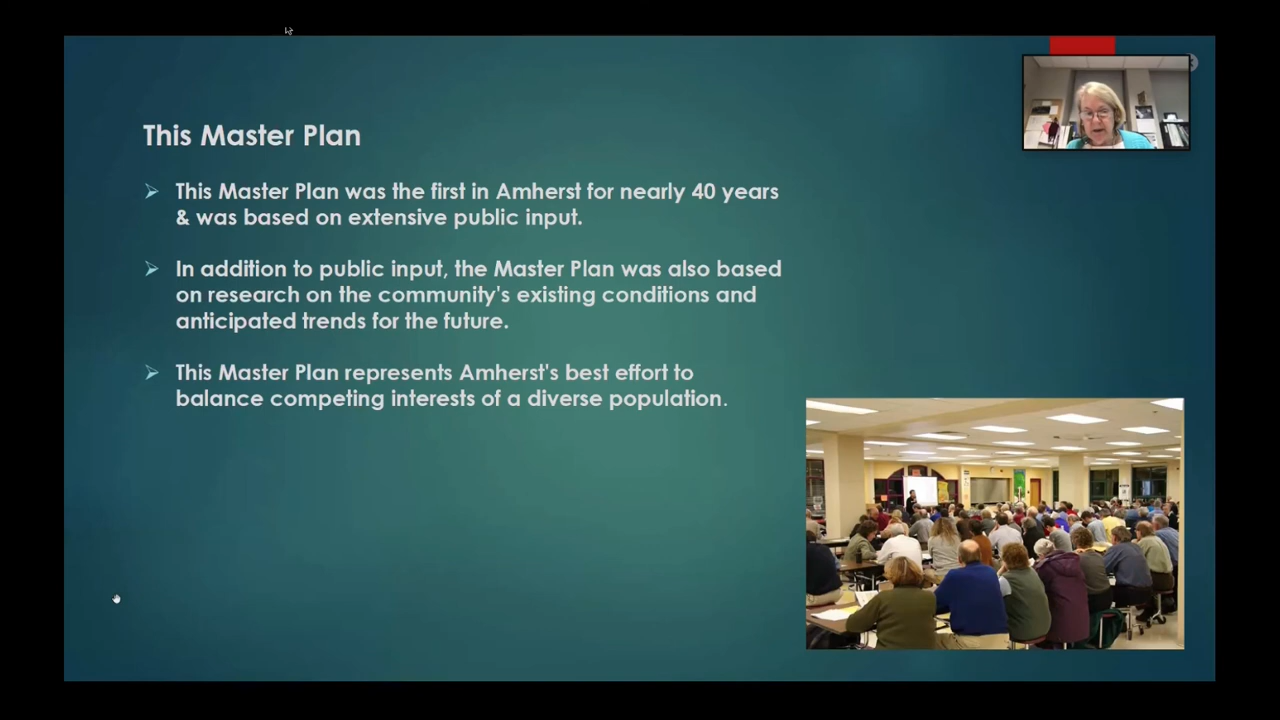 This Master Plan
This Master Plan was the first in Amherst for nearly 40 years
& was based on extensive public input.
In addition to public input, the Master Plan was also based
on research on the community's existing conditions and
anticipated trends for the future.
This Master Plan represents Amherst's best effort to
balance competing interests of a diverse population.